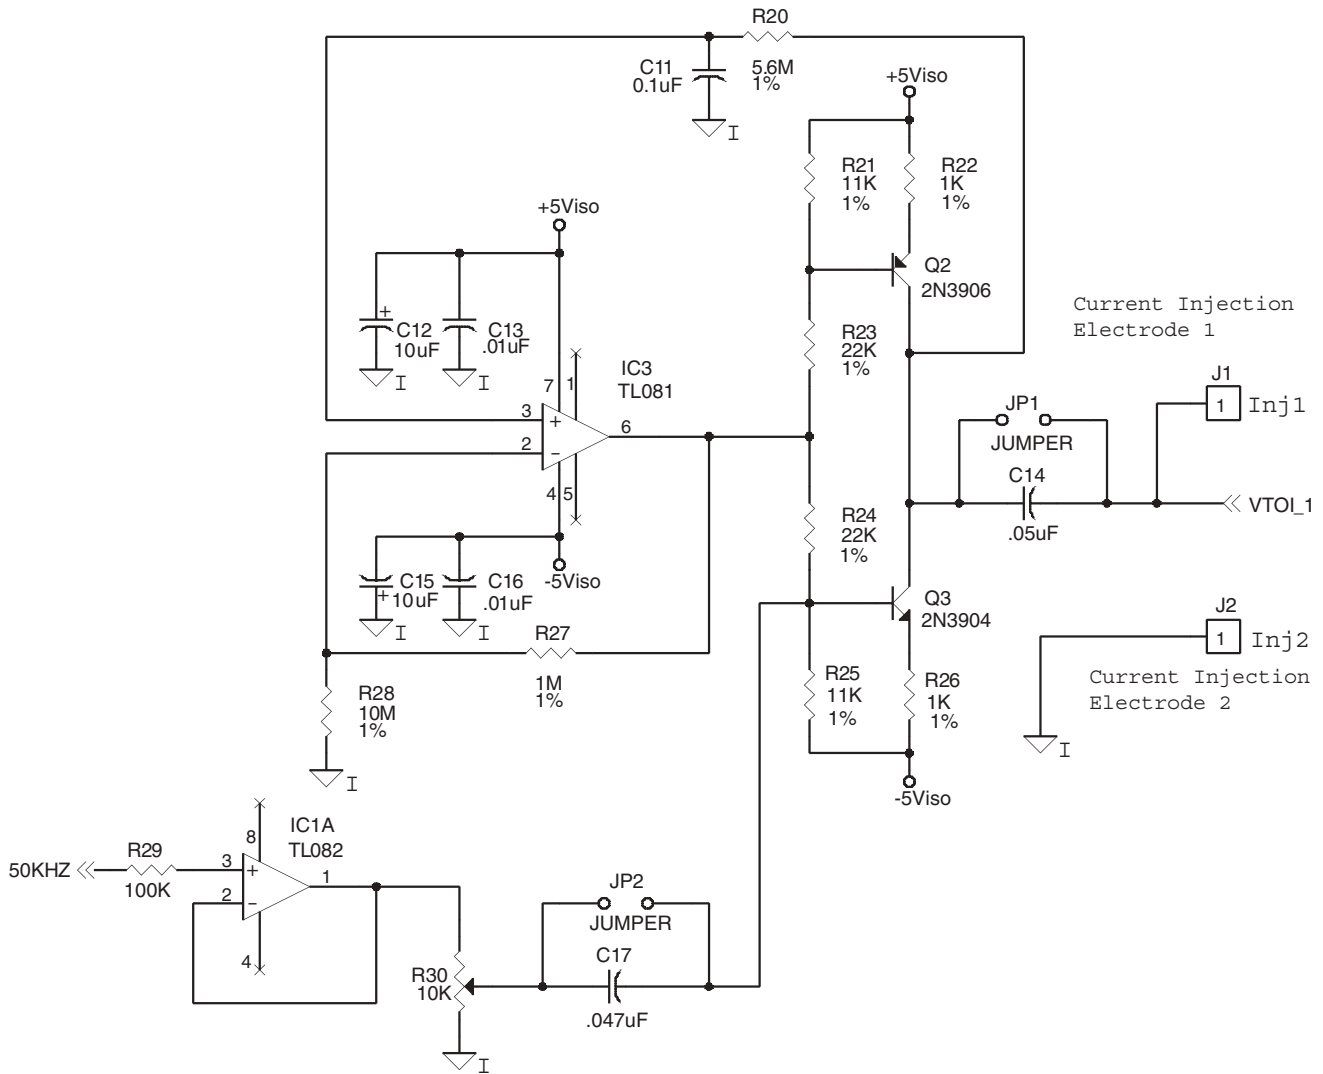 R20
C11
0.1uF
5.6M
1%
I
+5Viso
R21
11K
1%
R22
1K
1%
+5Viso
Q2
2N3906
Current Injection
Electrode 1
+
C12
10uF
C13
.01uF
I
I
R23
22K
1%
IC3
TL081
7
1
3
+
2
−
6
4
5
J1
1
Inj1
JP1
JUMPER
C14
.05uF
VTOI_1
R24
22K
1%
-5Viso
C15
+
10uF
C16
.01uF
I
I
Q3
2N3904
J2
1
Inj2
Current Injection
Electrode 2
R27
1M
1%
R28
10M
1%
I
R25
11K
1%
R26
1K
1%
I
-5Viso
IC1A
TL082
8
50KHZ
R29
100K
3
+
2
−
1
4
JP2
JUMPER
C17
.047uF
R30
10K
I